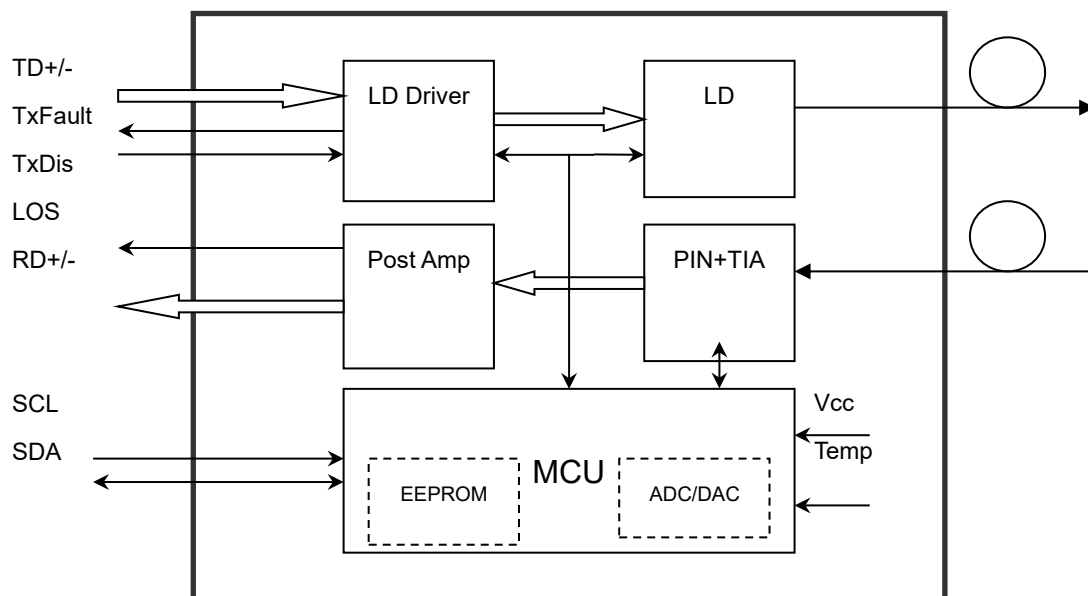 TD+/-
TxFault
TxDis
LOS
RD+/-
SCL
SDA
LD Driver
LD
Post Amp
PIN+TIA
MCU
EEPROM
ADC/DAC
Vcc
Temp